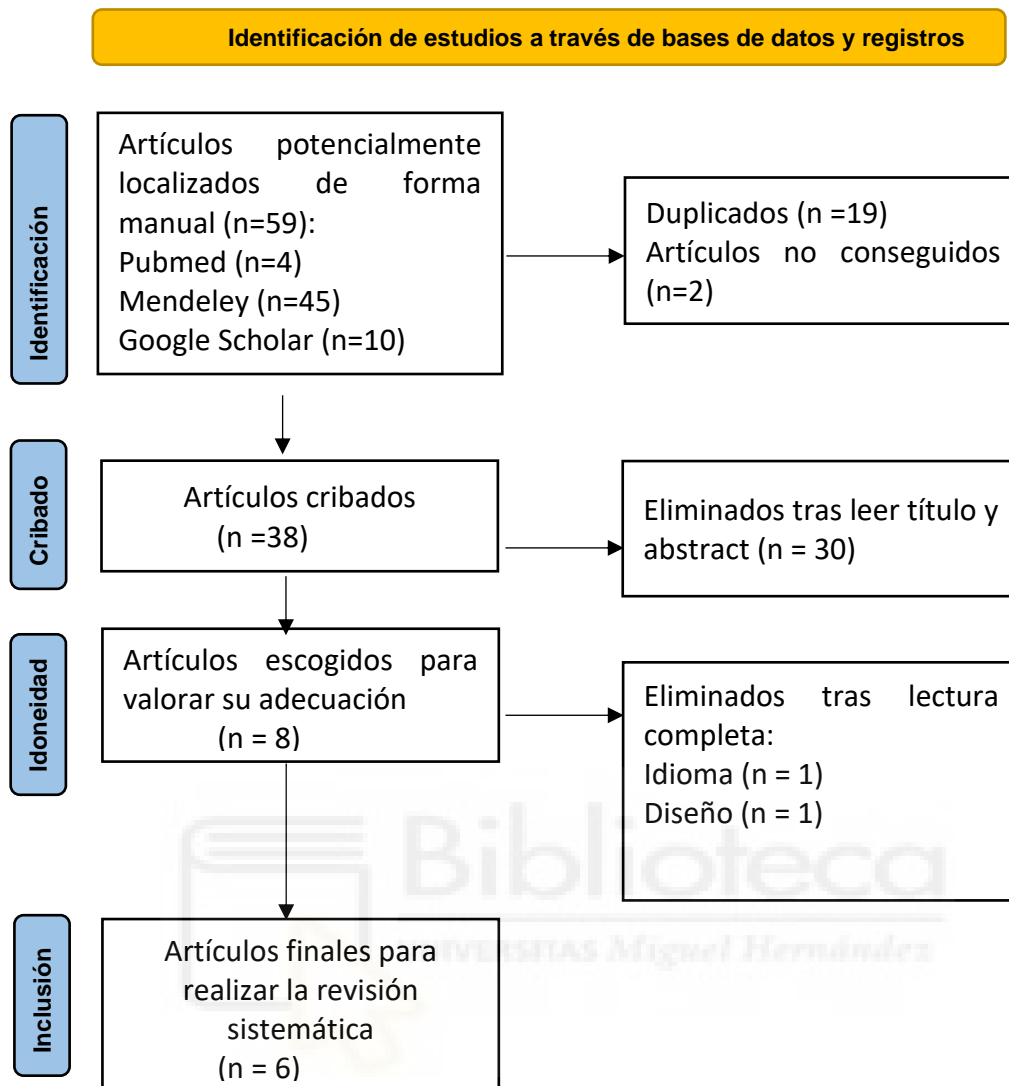 Identificación de estudios a través de bases de datos y registros
Identificación
Artículos potencialmente
localizados de forma
manual (n=59):
Pubmed (n=4)
Mendeley (n=45)
Google Scholar (n=10)
Duplicados (n =19)
Artículos no conseguidos
(n=2)
Cribado
Artículos cribados
(n =38)
Eliminados tras leer título y
abstract (n = 30)
Idoneidad
Artículos escogidos para
valorar su adecuación
(n = 8)
Eliminados tras lectura
completa:
Idioma (n = 1)
Diseño (n = 1)
Biblioteca
UNIVERSITAS Miguel Hernández
Inclusión
Artículos finales para
realizar la revisión
sistemática
(n = 6)